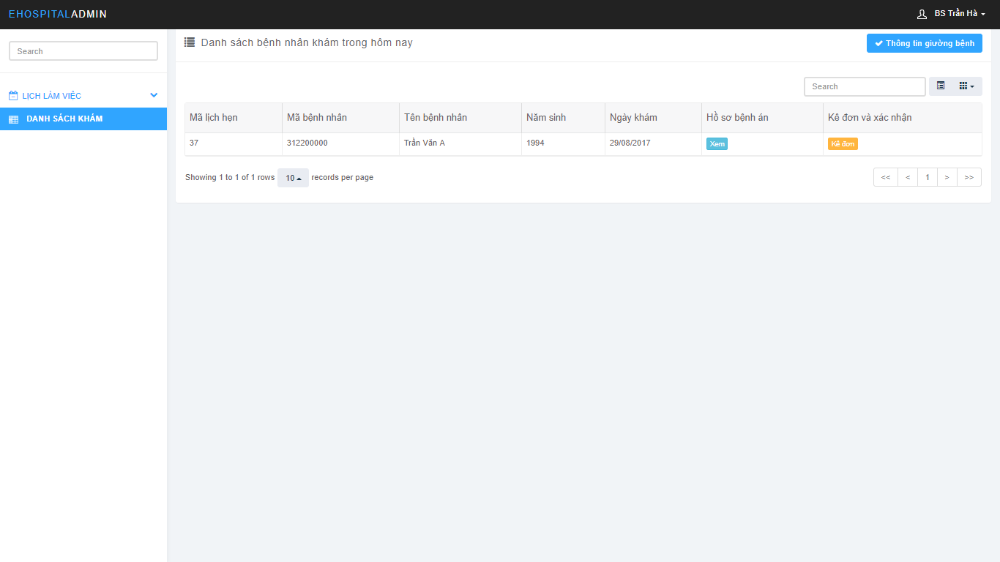 EHOSPITALADMIN
BS Trần Hà
Search
LỊCH LÀM VIỆC
DANH SÁCH KHÁM
Danh sách bệnh nhân khám trong hôm nay
Thông tin giường bệnh
Search
Mã lịch hẹn Mã bệnh nhân Tên bệnh nhân Năm sinh Ngày khám Hồ sơ bệnh án Kê đơn và xác nhận
37 312200000 Trần Văn A 1994 29/08/2017 Xem Kê đơn
Showing 1 to 1 of 1 rows 10 records per page
<< < 1 > >>